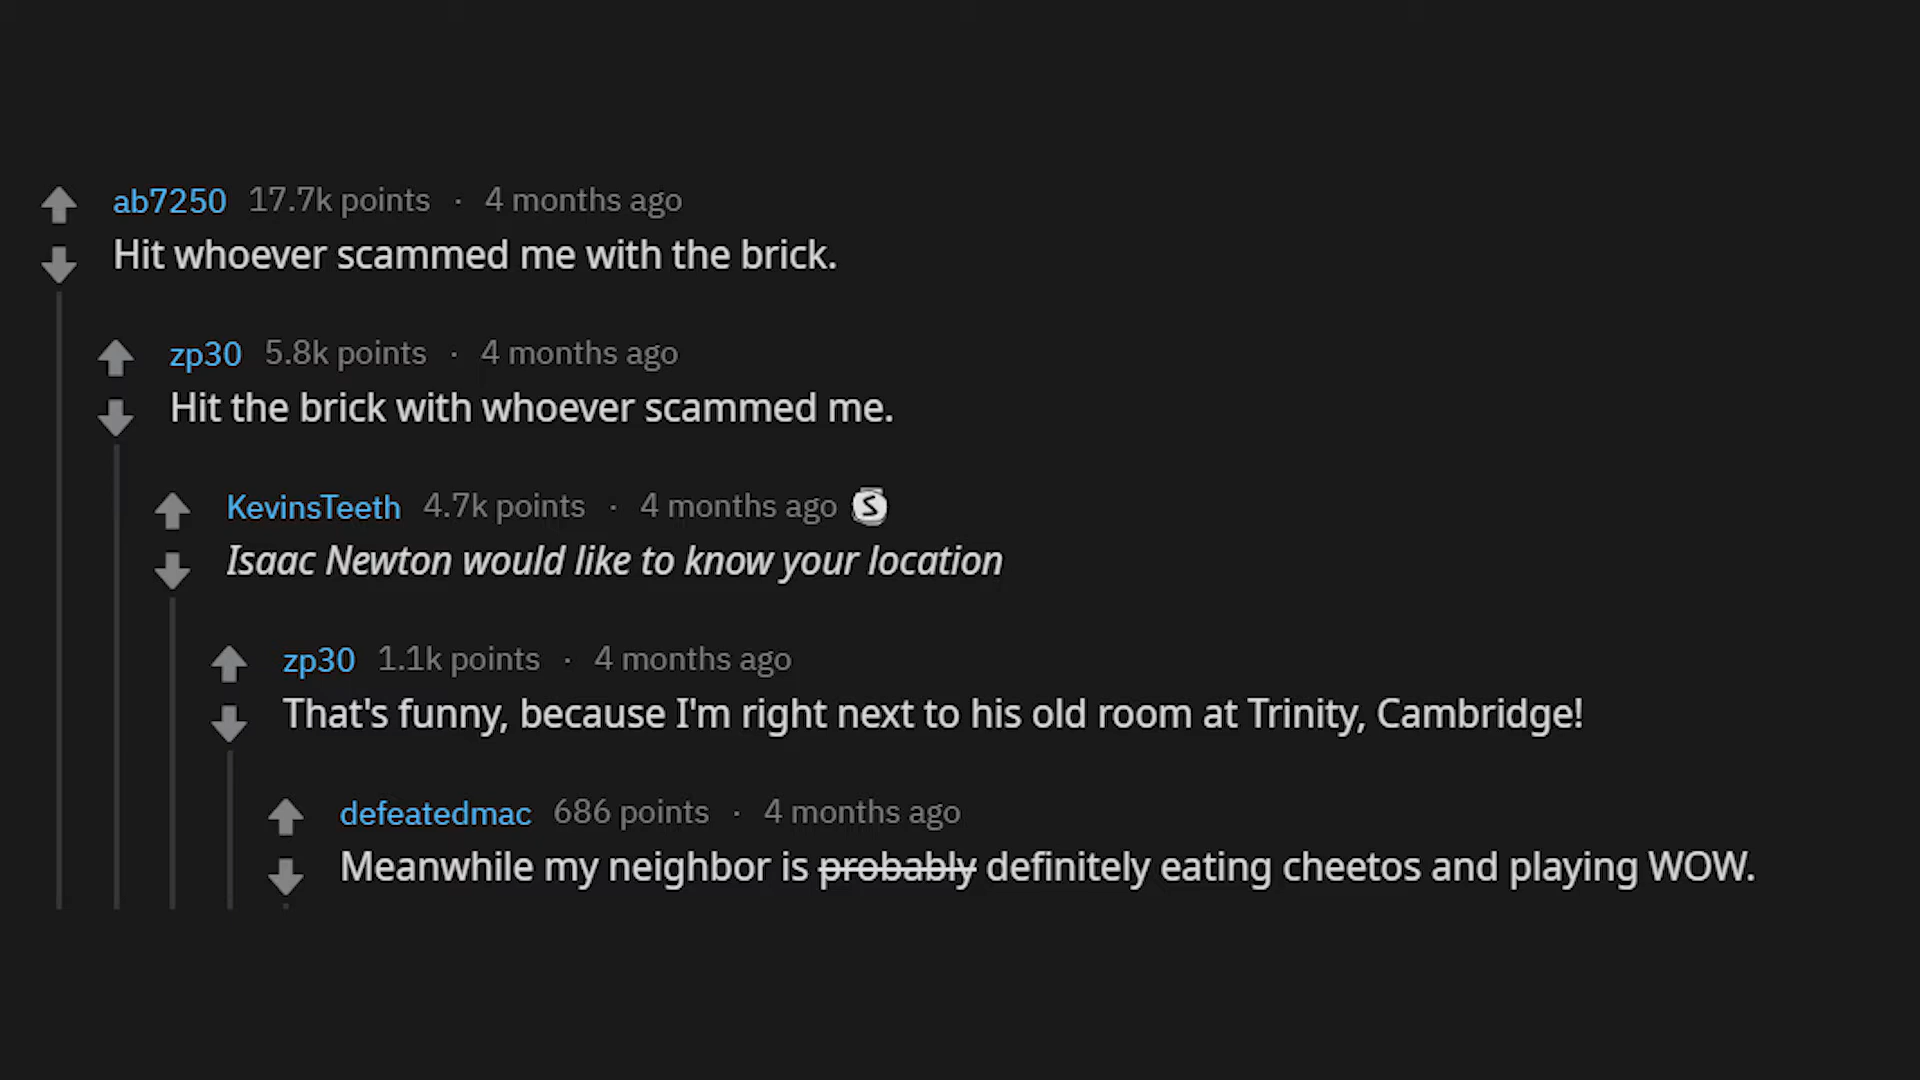 ab7250 17.7k points · 4 months ago
Hit whoever scammed me with the brick.
zp30 5.8k points · 4 months ago
Hit the brick with whoever scammed me.
KevinsTeeth 4.7k points · 4 months ago S
Isaac Newton would like to know your location
zp30 1.1k points · 4 months ago
That's funny, because I'm right next to his old room at Trinity, Cambridge!
defeatedmac 686 points · 4 months ago
Meanwhile my neighbor is probably definitely eating cheetos and playing WOW.